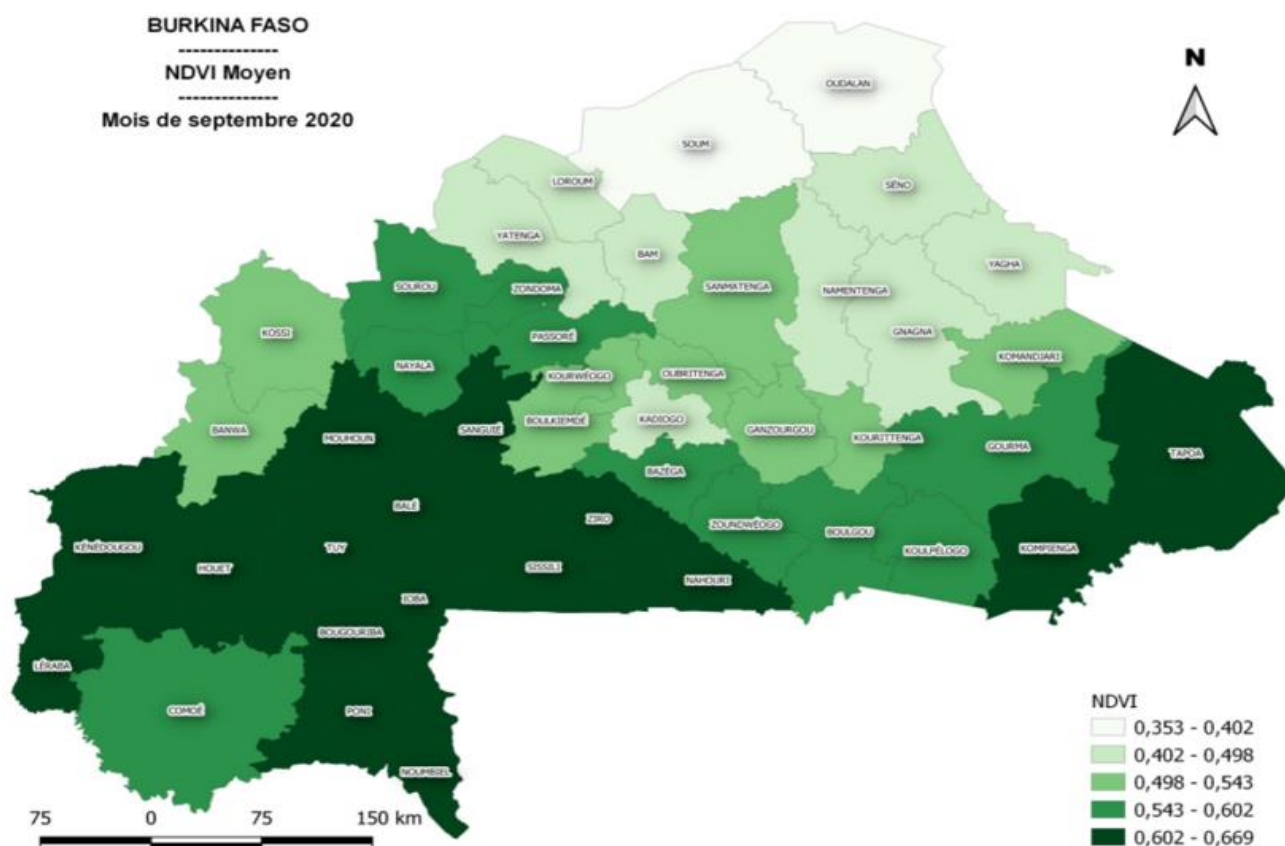 BURKINA FASO
--------------
NDVI Moyen
--------------
Mois de septembre 2020
N
OUDALAN
SOUM
LOROUM
SÉNO
YATENGA
BAM
YAGHA
SOUROU
ZONDOMA
SANMATENGA
NAMENTENGA
KOSSI
PASSORÉ
GNAGNA
KOMANDJARI
NAYALA
KOURWÉOGO
OUBRITENGA
BANWA
MOUHOUN
SANGUIÉ
BOULKIEMDÉ
KADIOGO
GANZOURGOU
KOURITTENGA
GOURMA
TAPOA
BAZÉGA
BALÉ
ZIRO
ZOUNDWÉOGO
BOULGOU
KÉNÉDOUGOU
TUY
KOULPÉLOGO
KOMPIENGA
HOUET
SISSILI
NAHOURI
IOBA
BOUGOURIBA
LÉRABA
COMOÉ
PONI
NOUMBIEL
NDVI
0,353 - 0,402
0,402 - 0,498
0,498 - 0,543
0,543 - 0,602
0,602 - 0,669
75 0 75 150 km